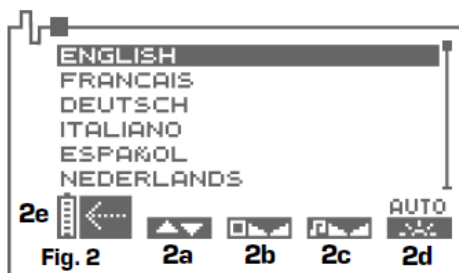 ENGLISH
FRANCAIS
DEUTSCH
ITALIANO
ESPAÑOL
NEDERLANDS
AUTO
2e
Fig. 2 2a 2b 2c 2d